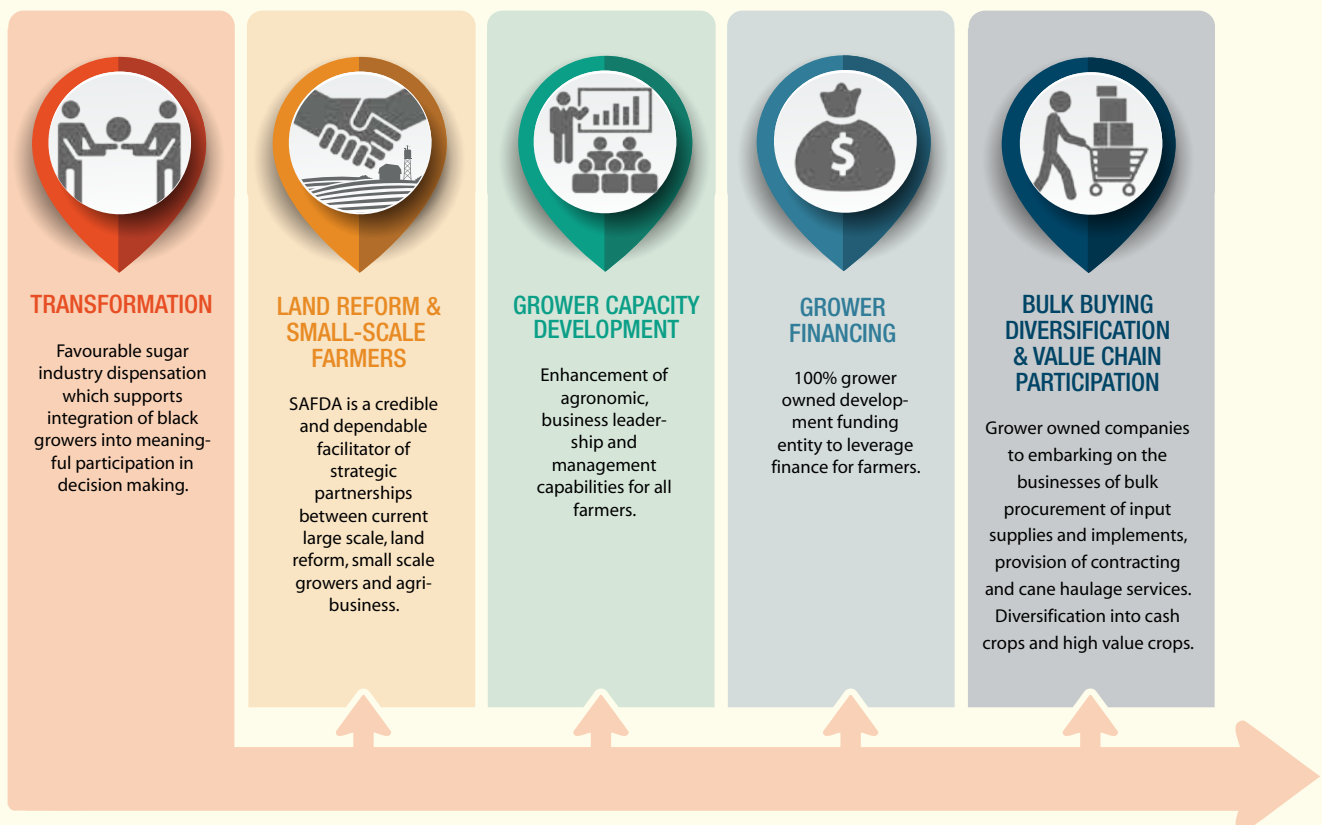 TRANSFORMATION
Favourable sugar
industry dispensation
which supports
integration of black
growers into meaning-
ful participation in
decision making.
LAND REFORM &
SMALL-SCALE
FARMERS
SAFDA is a credible
and dependable
facilitator of
strategic
partnerships
between current
large scale, land
reform, small scale
growers and agri-
business.
GROWER CAPACITY
DEVELOPMENT
Enhancement of
agronomic,
business leader-
ship and
management
capabilities for all
farmers.
$
GROWER
FINANCING
100% grower
owned develop-
ment funding
entity to leverage
finance for farmers.
BULK BUYING
DIVERSIFICATION
& VALUE CHAIN
PARTICIPATION
Grower owned companies
to embarking on the
businesses of bulk
procurement of input
supplies and implements,
provision of contracting
and cane haulage services.
Diversification into cash
crops and high value crops.